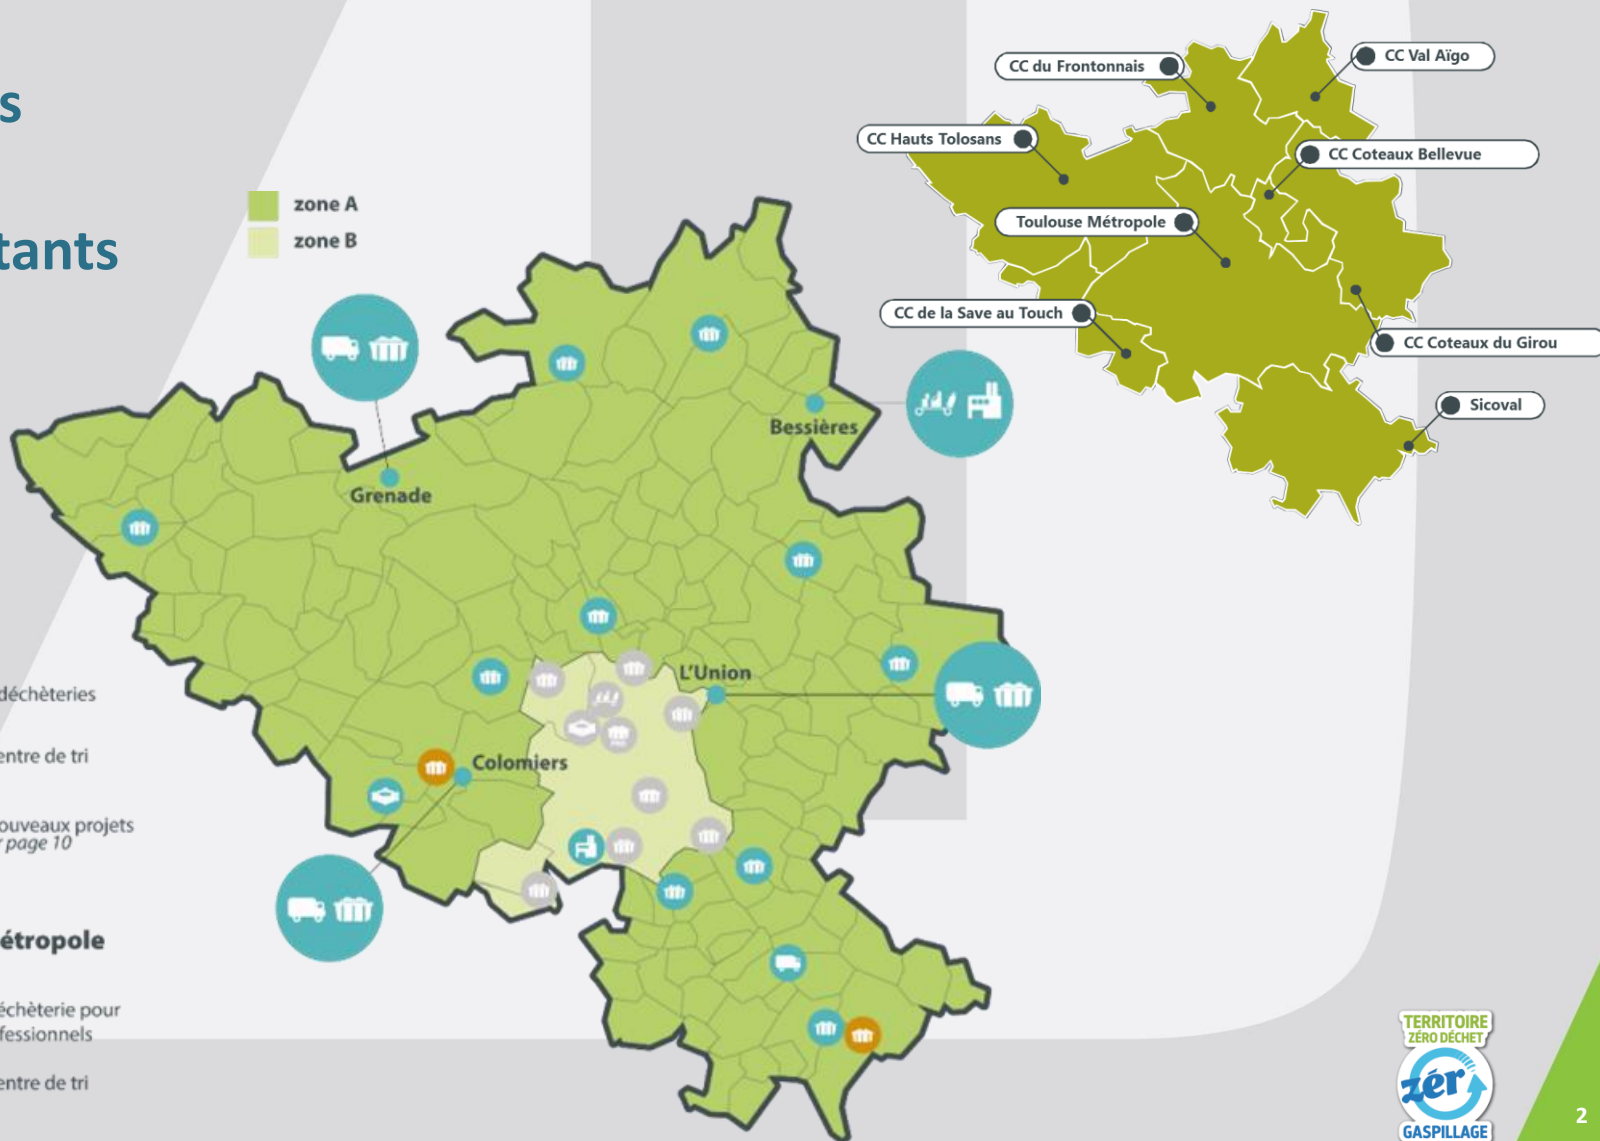 CC du Frontonnais
CC Val Aïgo
CC Hauts Tolosans
CC Coteaux Bellevue
Toulouse Métropole
CC de la Save au Touch
CC Coteaux du Girou
Sicoval
tants
zone A
zone B
Bessières
Grenade
L'Union
Colomiers
déchèteries
entre de tri
ouveaux projets
page 10
étropole
échèterie pour
fessionnels
entre de tri
PRO
TERRITOIRE
ZÉRO DÉCHET
zéro
GASPILLAGE
2